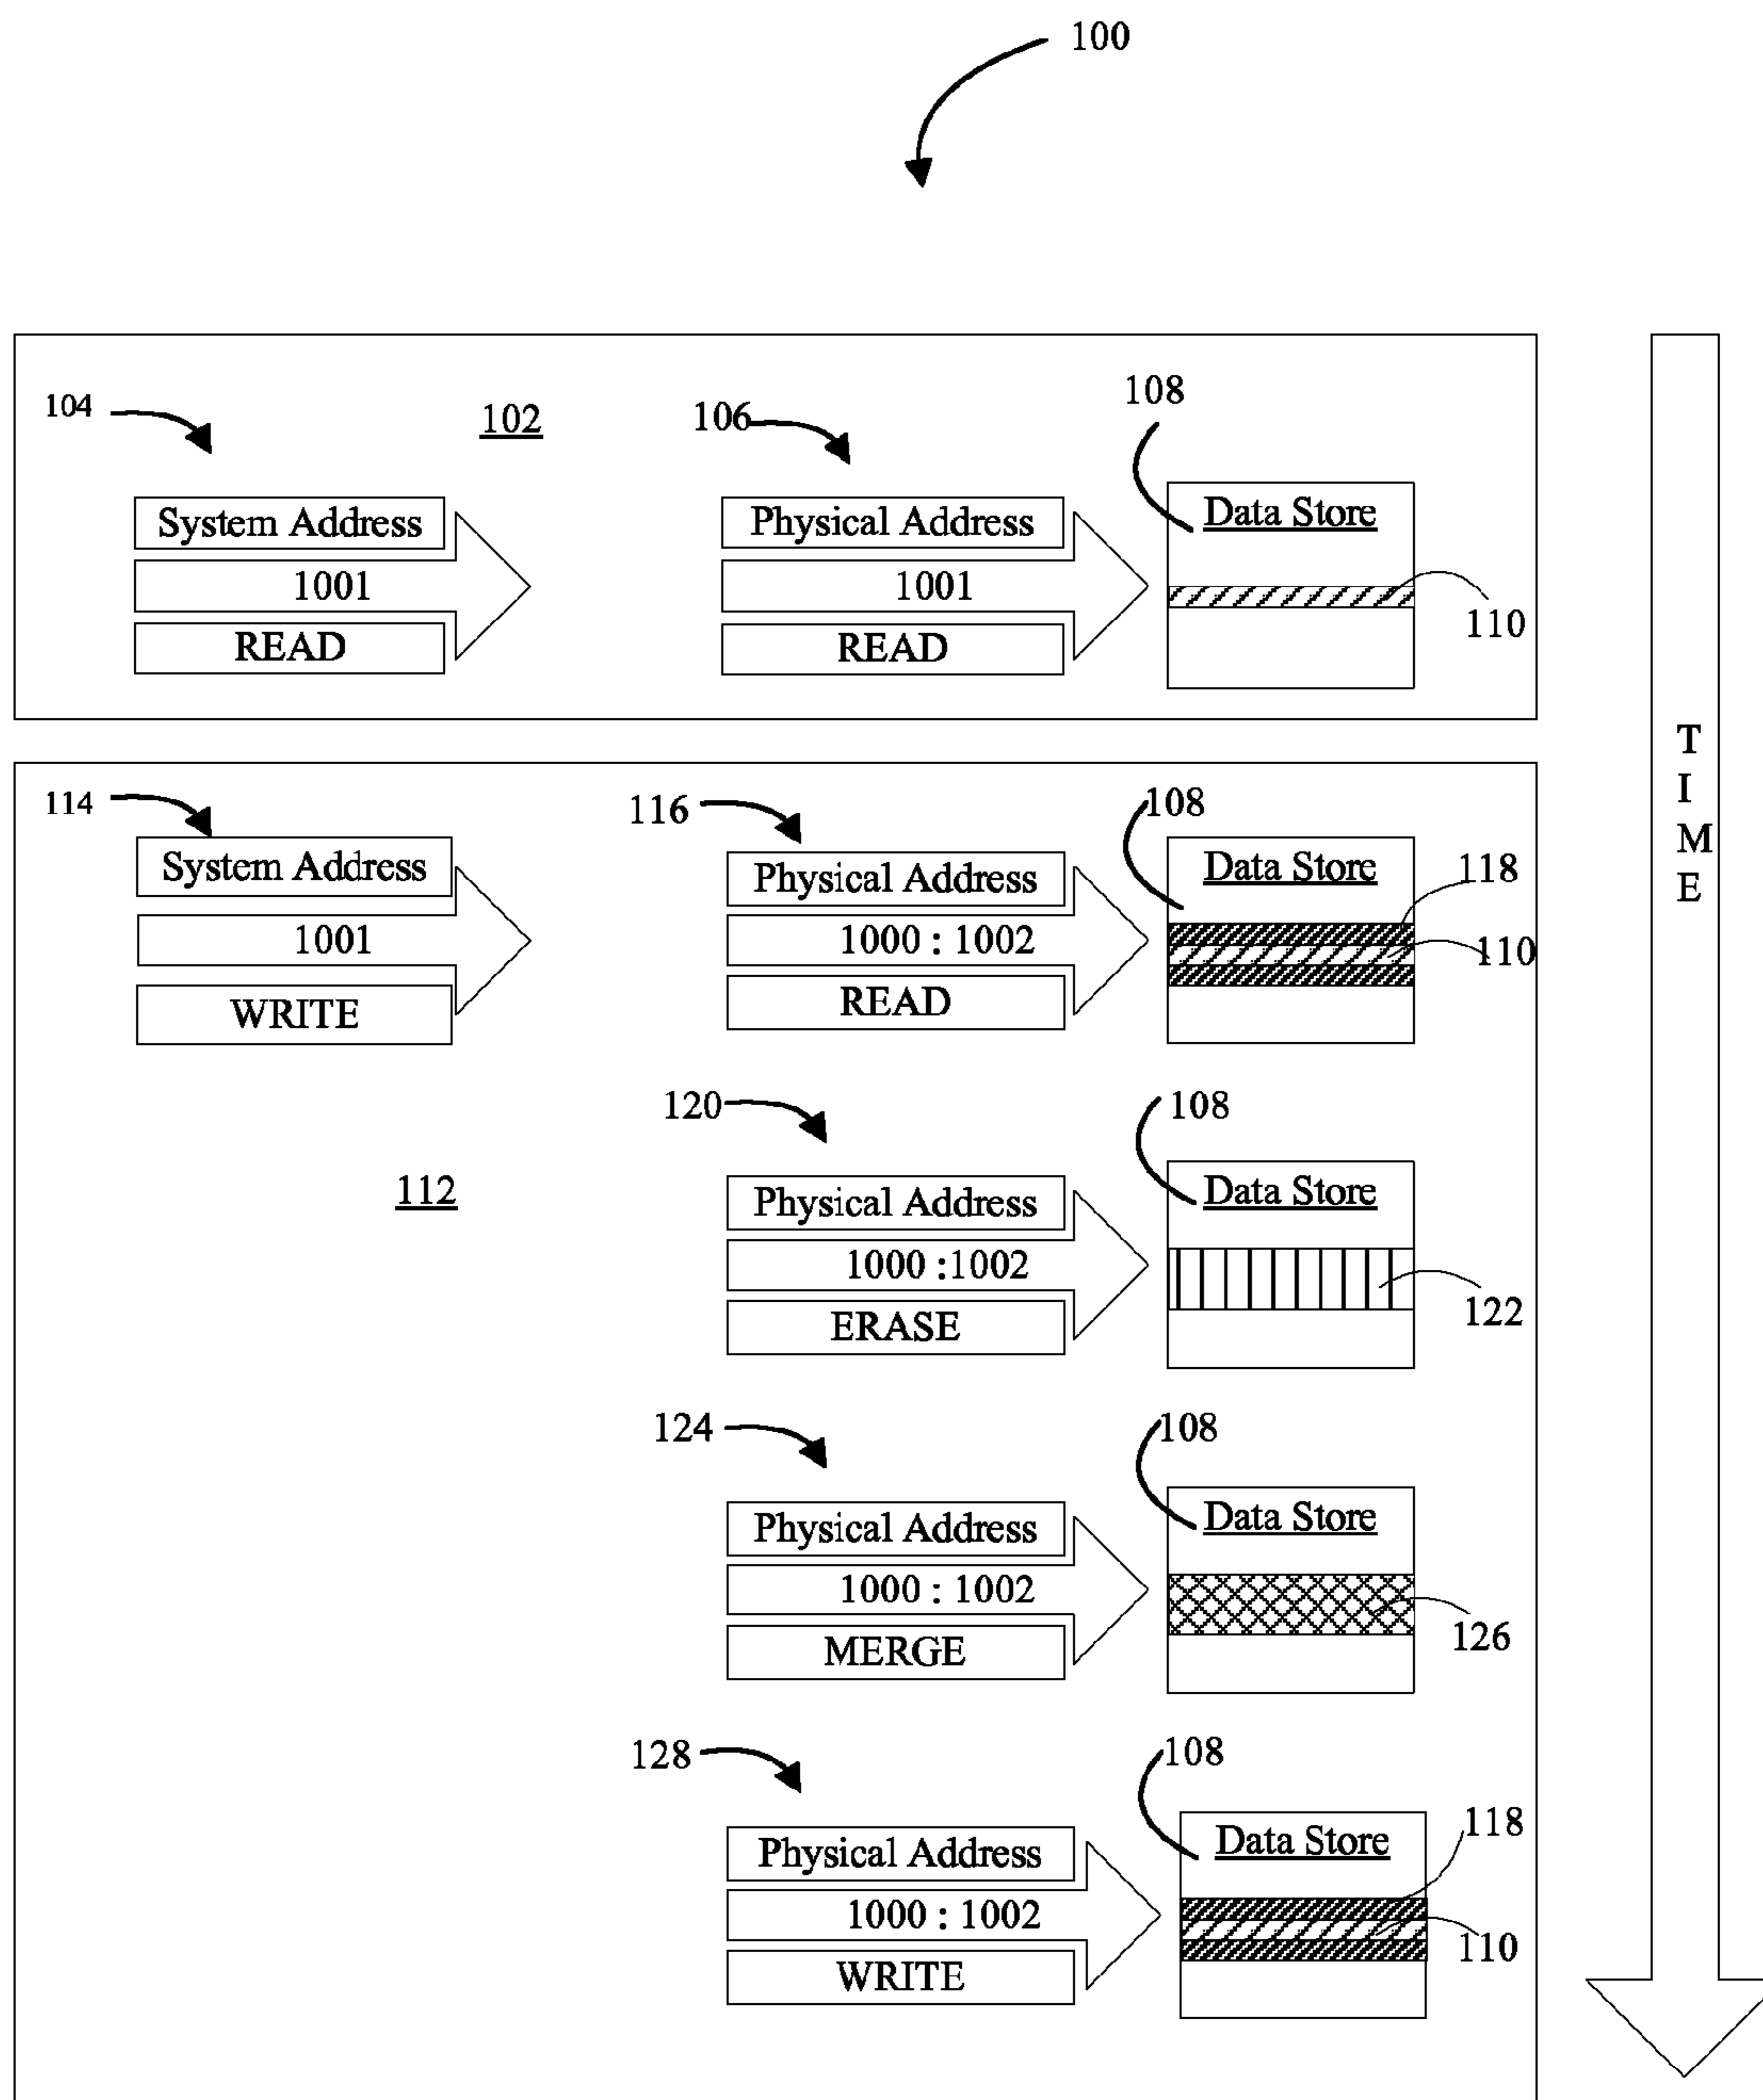 100
104
102
106
108
System Address
1001
READ
Physical Address
1001
READ
Data Store
110
TIME
114
116
108
System Address
1001
WRITE
Physical Address
1000 : 1002
READ
Data Store
118
110
120
108
112
Physical Address
1000 :1002
ERASE
Data Store
122
124
108
Physical Address
1000 : 1002
MERGE
Data Store
126
128
108
Physical Address
1000 : 1002
WRITE
Data Store
118
110